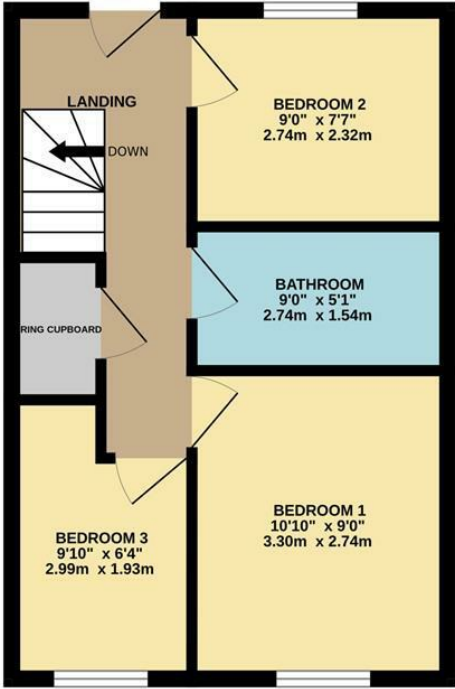 LANDING
DOWN
BEDROOM 2
9'0" x 7'7"
2.74m x 2.32m
BATHROOM
9'0" x 5'1"
2.74m x 1.54m
RING CUPBOARD
BEDROOM 1
10'10" x 9'0"
3.30m x 2.74m
BEDROOM 3
9'10" x 6'4"
2.99m x 1.93m